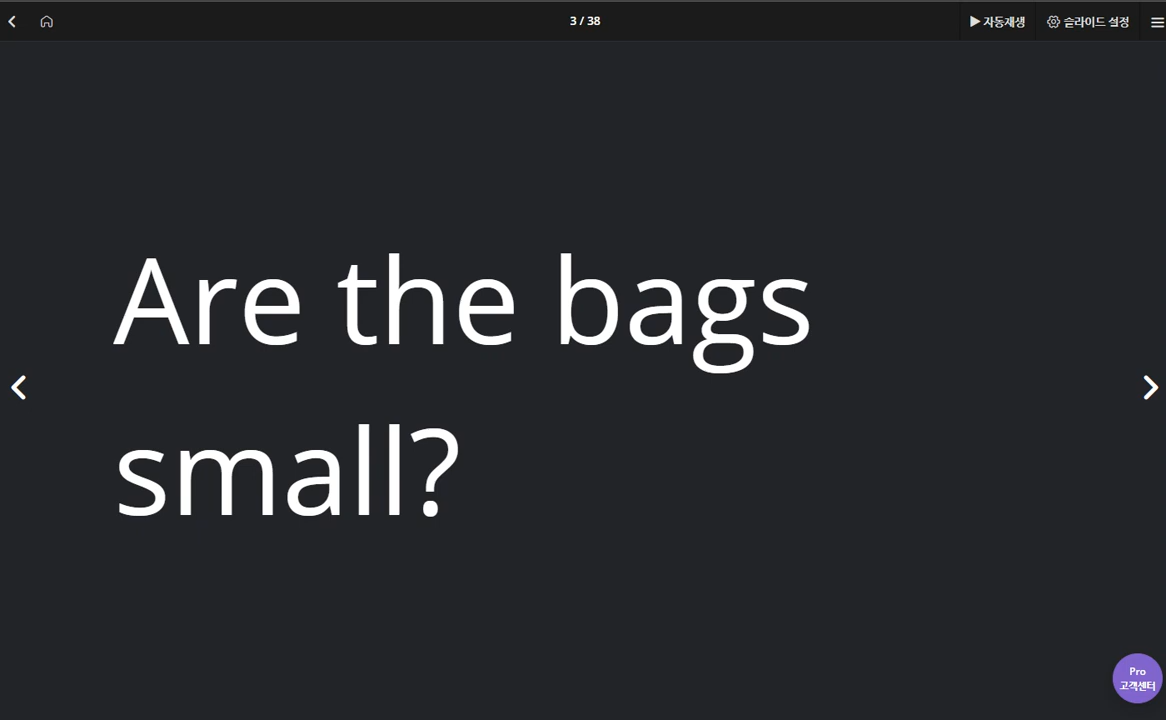 3 / 38
▶ 자동재생
슬라이드 설정
Are the bags
small?
Pro
고객센터